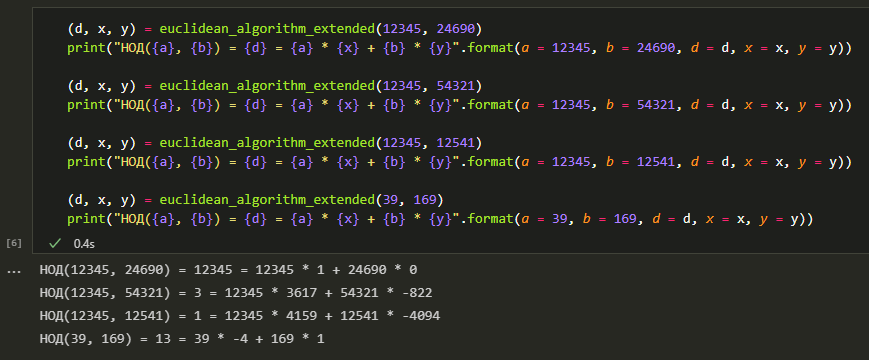 (d, x, y) = euclidean_algorithm_extended(12345, 24690)
print("НОД({a}, {b}) = {d} = {a} * {x} + {b} * {y}".format(a = 12345, b = 24690, d = d, x = x, y = y))
(d, x, y) = euclidean_algorithm_extended(12345, 54321)
print("НОД({a}, {b}) = {d} = {a} * {x} + {b} * {y}".format(a = 12345, b = 54321, d = d, x = x, y = y))
(d, x, y) = euclidean_algorithm_extended(12345, 12541)
print("НОД({a}, {b}) = {d} = {a} * {x} + {b} * {y}".format(a = 12345, b = 12541, d = d, x = x, y = y))
(d, x, y) = euclidean_algorithm_extended(39, 169)
print("НОД({a}, {b}) = {d} = {a} * {x} + {b} * {y}".format(a = 39, b = 169, d = d, x = x, y = y))
[6] ✓ 0.4s
... НОД(12345, 24690) = 12345 = 12345 * 1 + 24690 * 0
НОД(12345, 54321) = 3 = 12345 * 3617 + 54321 * -822
НОД(12345, 12541) = 1 = 12345 * 4159 + 12541 * -4094
НОД(39, 169) = 13 = 39 * -4 + 169 * 1